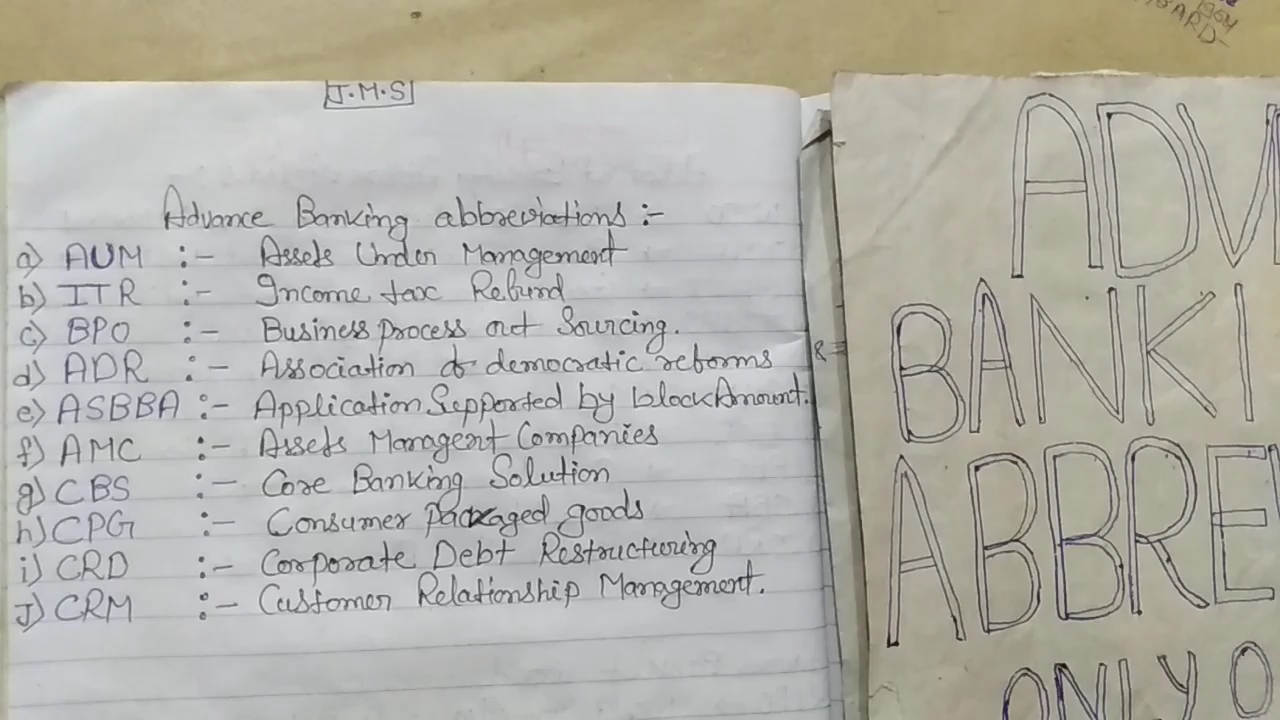 J.M.S
Advance Banking abbreviations :-
a) AUM :- Assets Under Management
b) ITR :- Income tax Refund
c) BPO :- Business process out Sourcing.
d) ADR :- Association of democratic reforms
e) ASBBA :- Application Supported by block Amount.
f) AMC :- Assets Managent Companies
g) CBS :- Core Banking Solution
h) CPG :- Consumer packaged goods
i) CRD :- Corporate Debt Restructuring
J) CRM :- Customer Relationship Management.
ADV
BANKI
ABBRE
ONLY O